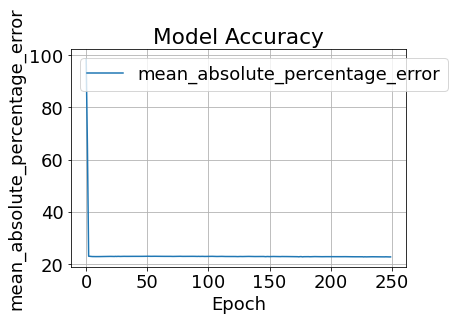 Model Accuracy
mean_absolute_percentage_error
mean_absolute_percentage_error
100
80
60
40
20
0 50 100 150 200 250
Epoch